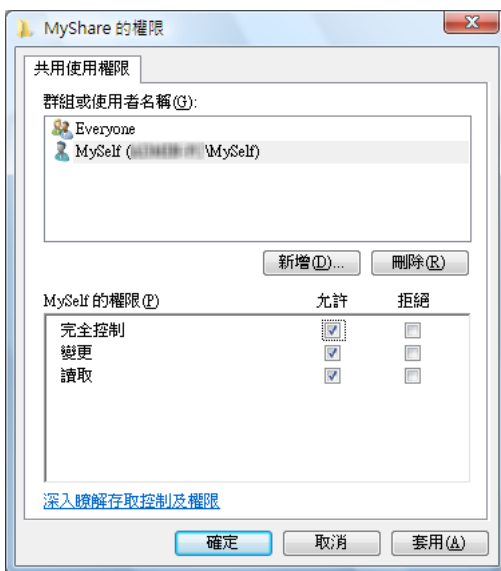 MyShare 的權限
共用使用權限
群組或使用者名稱(G):
Everyone
MySelf ( \MySelf)
新增(D)... 刪除(R)
MySelf 的權限(P) 允許 拒絕
完全控制
變更
讀取
深入瞭解存取控制及權限
確定 取消 套用(A)